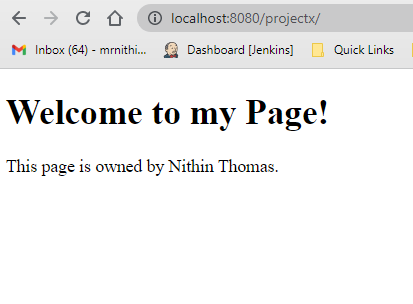 localhost:8080/projectx/
Inbox (64) - mrnithi...
Dashboard [Jenkins]
Quick Links
Welcome to my Page!
This page is owned by Nithin Thomas.